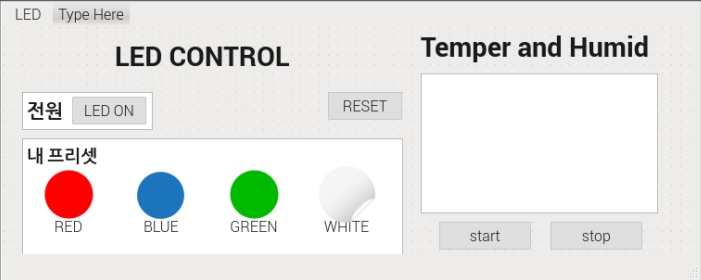 LED Type Here
LED CONTROL
전원 LED ON
RESET
내 프리셋
RED BLUE GREEN WHITE
Temper and Humid
start stop